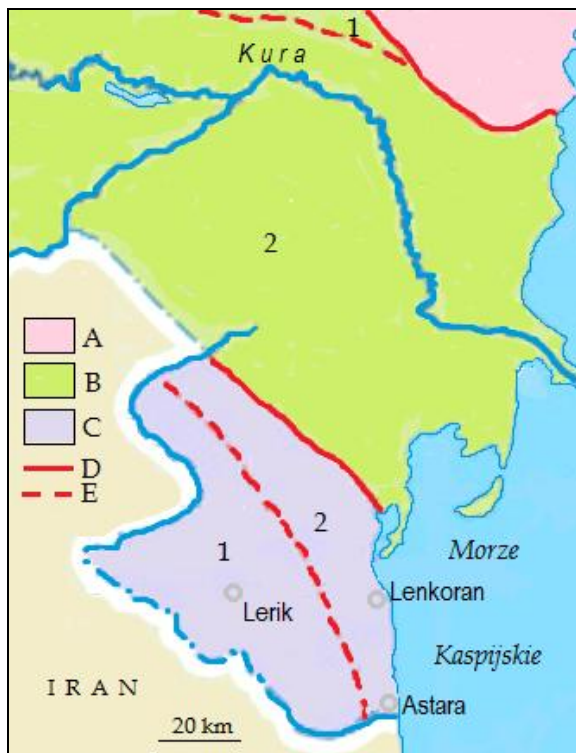 1
Kura
2
A
B
C
D
E
2
1
Morze
Lenkoran
Lerik
Kaspijskie
IRAN
Astara
20 km